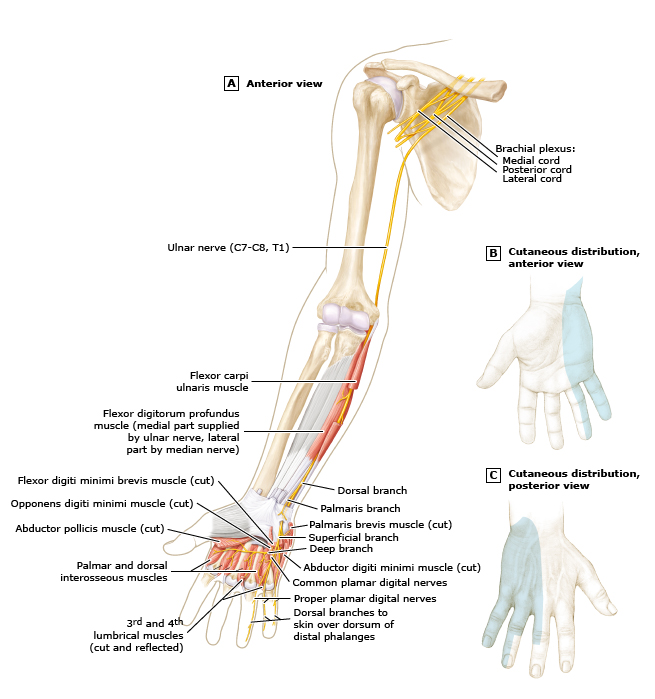 A Anterior view
Brachial plexus:
Medial cord
Posterior cord
Lateral cord
Ulnar nerve (C7-C8, T1)
B Cutaneous distribution,
anterior view
Flexor carpi
ulnaris muscle
Flexor digitorum profundus
muscle (medial part supplied
by ulnar nerve, lateral
part by median nerve)
C Cutaneous distribution,
posterior view
Flexor digiti minimi brevis muscle (cut)
Opponens digiti minimi muscle (cut)
Abductor pollicis muscle (cut)
Palmar and dorsal
interosseous muscles
3rd and 4th
lumbrical muscles
(cut and reflected)
Dorsal branch
Palmaris branch
Palmaris brevis muscle (cut)
Superficial branch
Deep branch
Abductor digiti minimi muscle (cut)
Common plamar digital nerves
Proper plamar digital nerves
Dorsal branches to
skin over dorsum of
distal phalanges